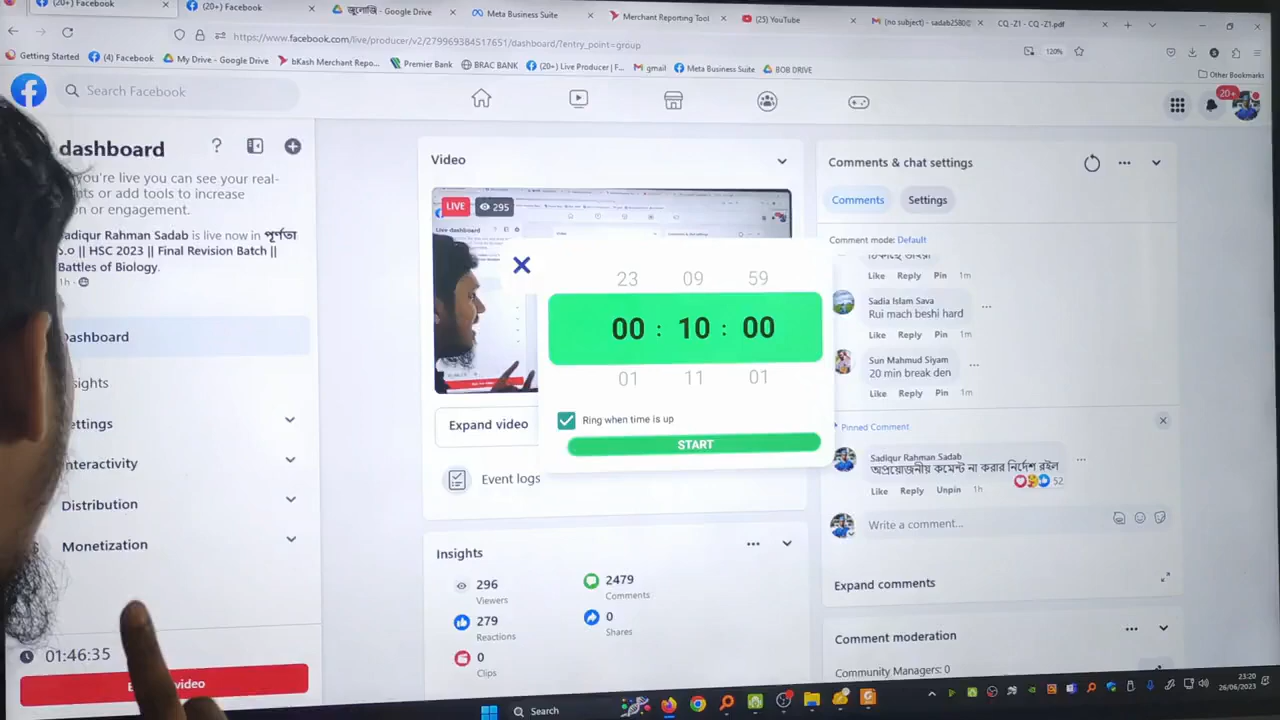 (20+) Facebook
(20+) Facebook
- Google Drive
Meta Business Suite
Merchant Reporting Tool
(25) YouTube
(no subject) - sadab2580@
CQ -Z1 - CQ -Z1.pdf
https://www.facebook.com/live/producer/v2/279969384517651/dashboard/?entry_point=group
120%
Getting Started
(4) Facebook
My Drive - Google Drive
bKash Merchant Repo...
Premier Bank
BRAC BANK
(20+) Live Producer | F...
gmail
Meta Business Suite
BOB DRIVE
Other Bookmarks
Search Facebook
20+
dashboard
you're live you can see your real-
or add tools to increase
or engagement.
Sadiqur Rahman Sadab is live now in পূর্ণতা
|| HSC 2023 || Final Revision Batch ||
Battles of Biology.
1h
Dashboard
Insights
Settings
Interactivity
Distribution
Monetization
01:46:35
video
Video
LIVE
295
Live dashboard
23 09 59
00 : 10 : 00
01 11 01
Ring when time is up
START
Expand video
Event logs
Insights
296
Viewers
2479
Comments
279
Reactions
0
Shares
0
Clips
Comments & chat settings
Comments
Settings
Comment mode: Default
Like Reply Pin 1m
Sadia Islam Sava
Rui mach beshi hard
Like Reply Pin 1m
Sun Mahmud Siyam
20 min break den
Like Reply Pin 1m
Pinned Comment
Sadiqur Rahman Sadab
অপ্রয়োজনীয় কমেন্ট না করার নির্দেশ রইল
52
Like Reply Unpin 1h
Write a comment...
Expand comments
Comment moderation
Community Managers: 0
Search
23:20
26/06/2023